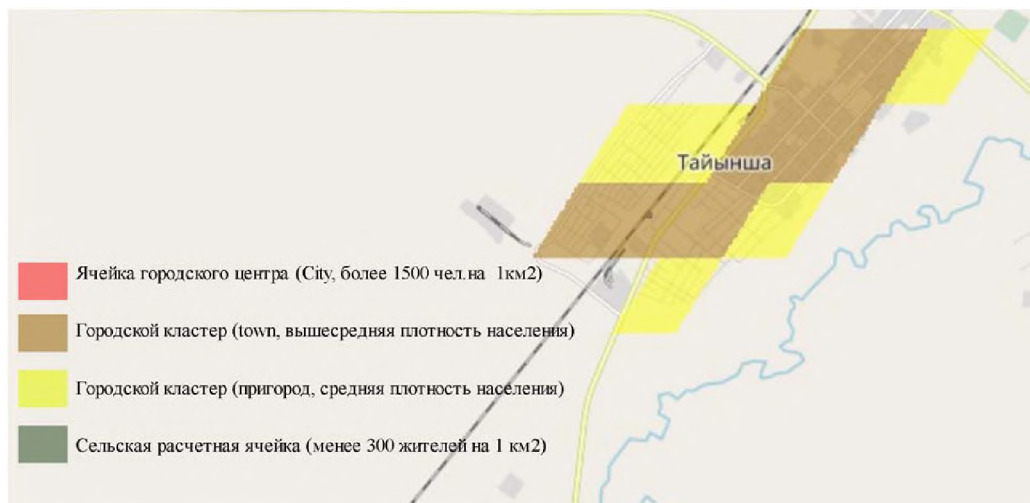 Тайынша
Ячейка городского центра (City, более 1500 чел.на 1км2)
Городской кластер (town, вышесредняя плотность населения)
Городской кластер (пригород, средняя плотность населения)
Сельская расчетная ячейка (менее 300 жителей на 1 км2)